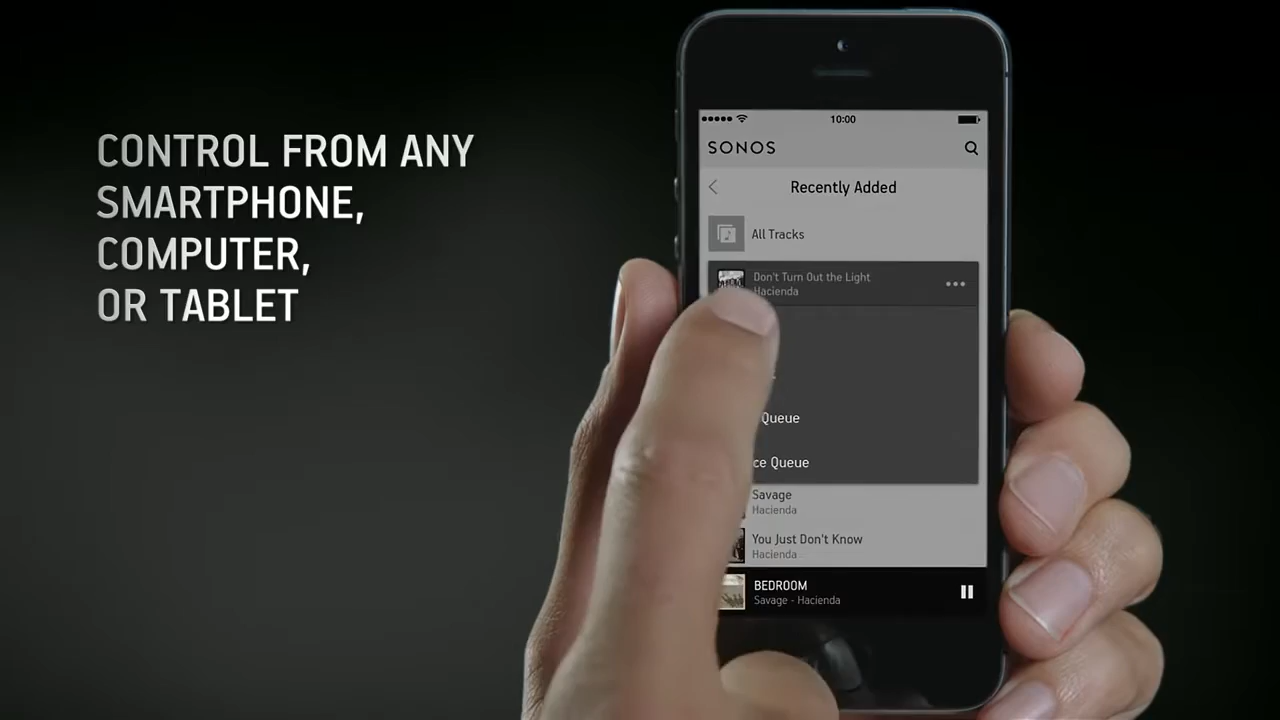 CONTROL FROM ANY
SMARTPHONE,
COMPUTER,
OR TABLET
10:00
SONOS
Recently Added
All Tracks
Don't Turn Out the Light
Hacienda
Queue
Queue
Savage
Hacienda
You Just Don't Know
Hacienda
BEDROOM
Savage - Hacienda